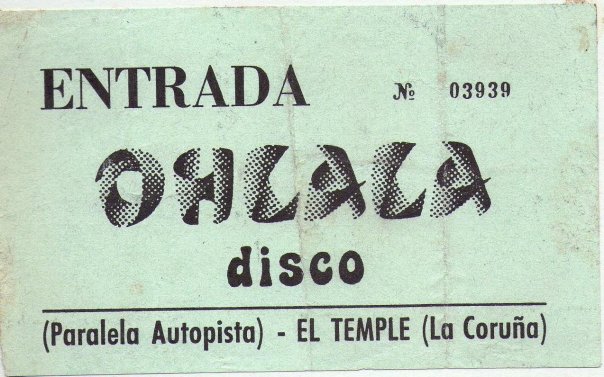 ENTRADA № 03939
OHLALA
disco
(Paralela Autopista) - EL TEMPLE (La Coruña)